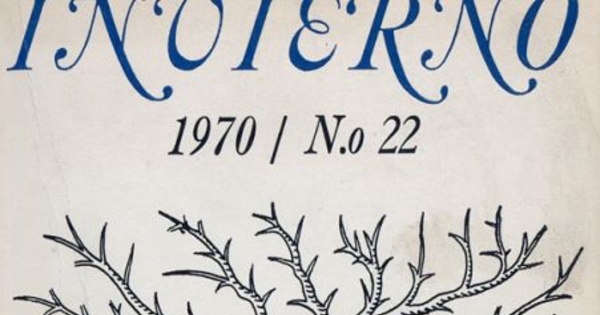 INVIERNO
1970 / N.o 22